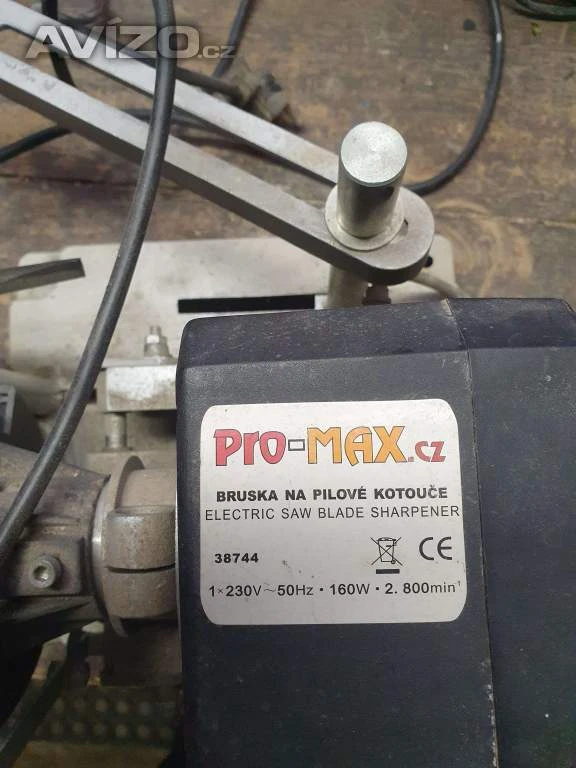 AVÍZO.cz
PRO-MAX.cz
BRUSKA NA PILOVÉ KOTOUČE
ELECTRIC SAW BLADE SHARPENER
38744
CE
1×230V~50Hz • 160W • 2. 800min⁻¹